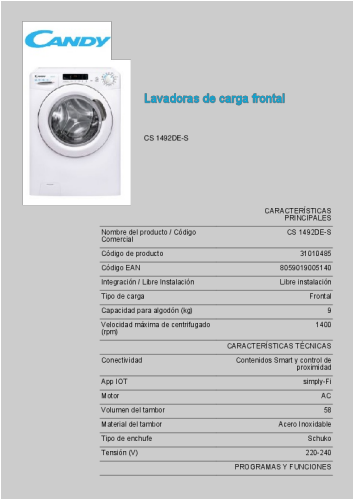 CANDY
Lavadoras de carga frontal
CS 1492DE-S
CARACTERÍSTICAS
PRINCIPALES
Nombre del producto / Código
Comercial
CS 1492DE-S
Código de producto
31010485
Código EAN
8059019005140
Integración / Libre Instalación
Libre instalación
Tipo de carga
Frontal
Capacidad para algodón (kg)
9
Velocidad máxima de centrifugado
(rpm)
1400
CARACTERÍSTICAS TÉCNICAS
Conectividad
Contenidos Smart y control de
proximidad
App IOT
simply-Fi
Motor
AC
Volumen del tambor
58
Material del tambor
Acero Inoxidable
Tipo de enchufe
Schuko
Tensión (V)
220-240
PROGRAMAS Y FUNCIONES